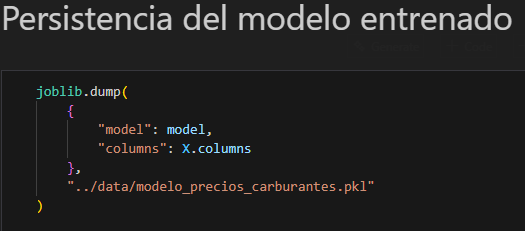 Persistencia del modelo entrenado
joblib.dump(
{
"model": model,
"columns": X.columns
},
"../data/modelo_precios_carburantes.pkl"
)